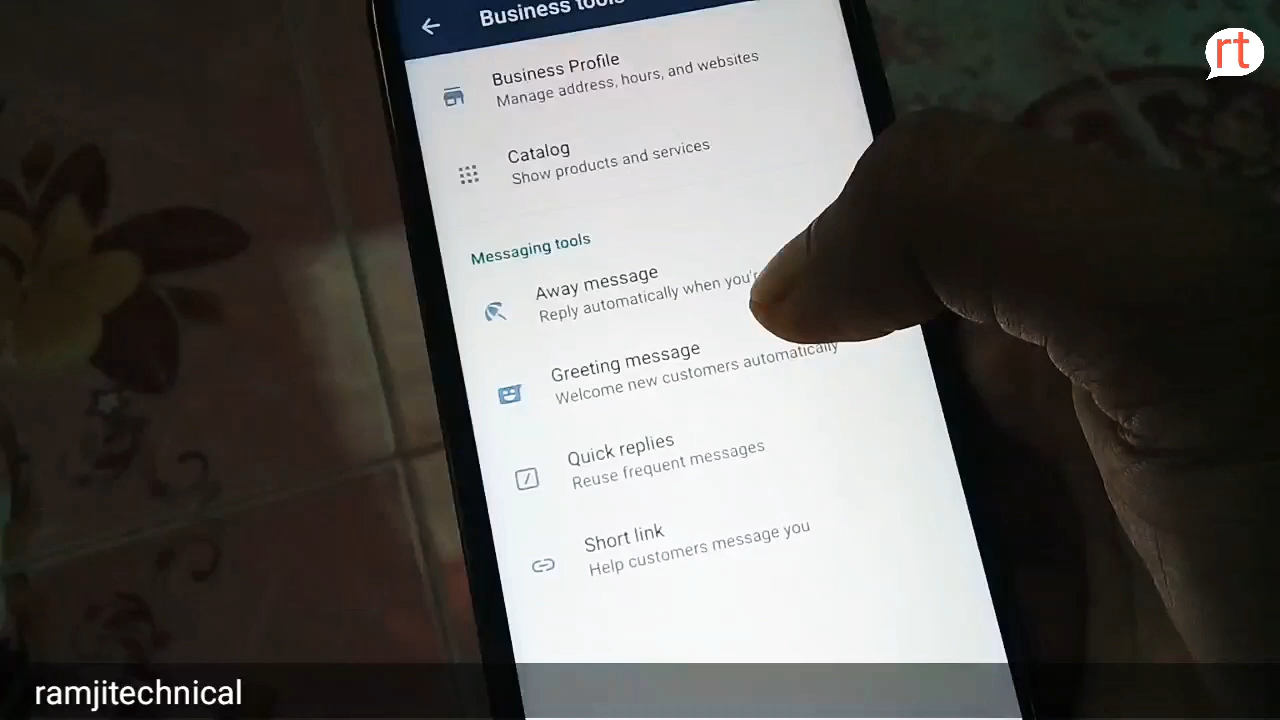 rt
Business tools
Business Profile
Manage address, hours, and websites
Catalog
Show products and services
Messaging tools
Away message
Reply automatically when you'r
Greeting message
Welcome new customers automatically
Quick replies
Reuse frequent messages
Short link
Help customers message you
ramjitechnical